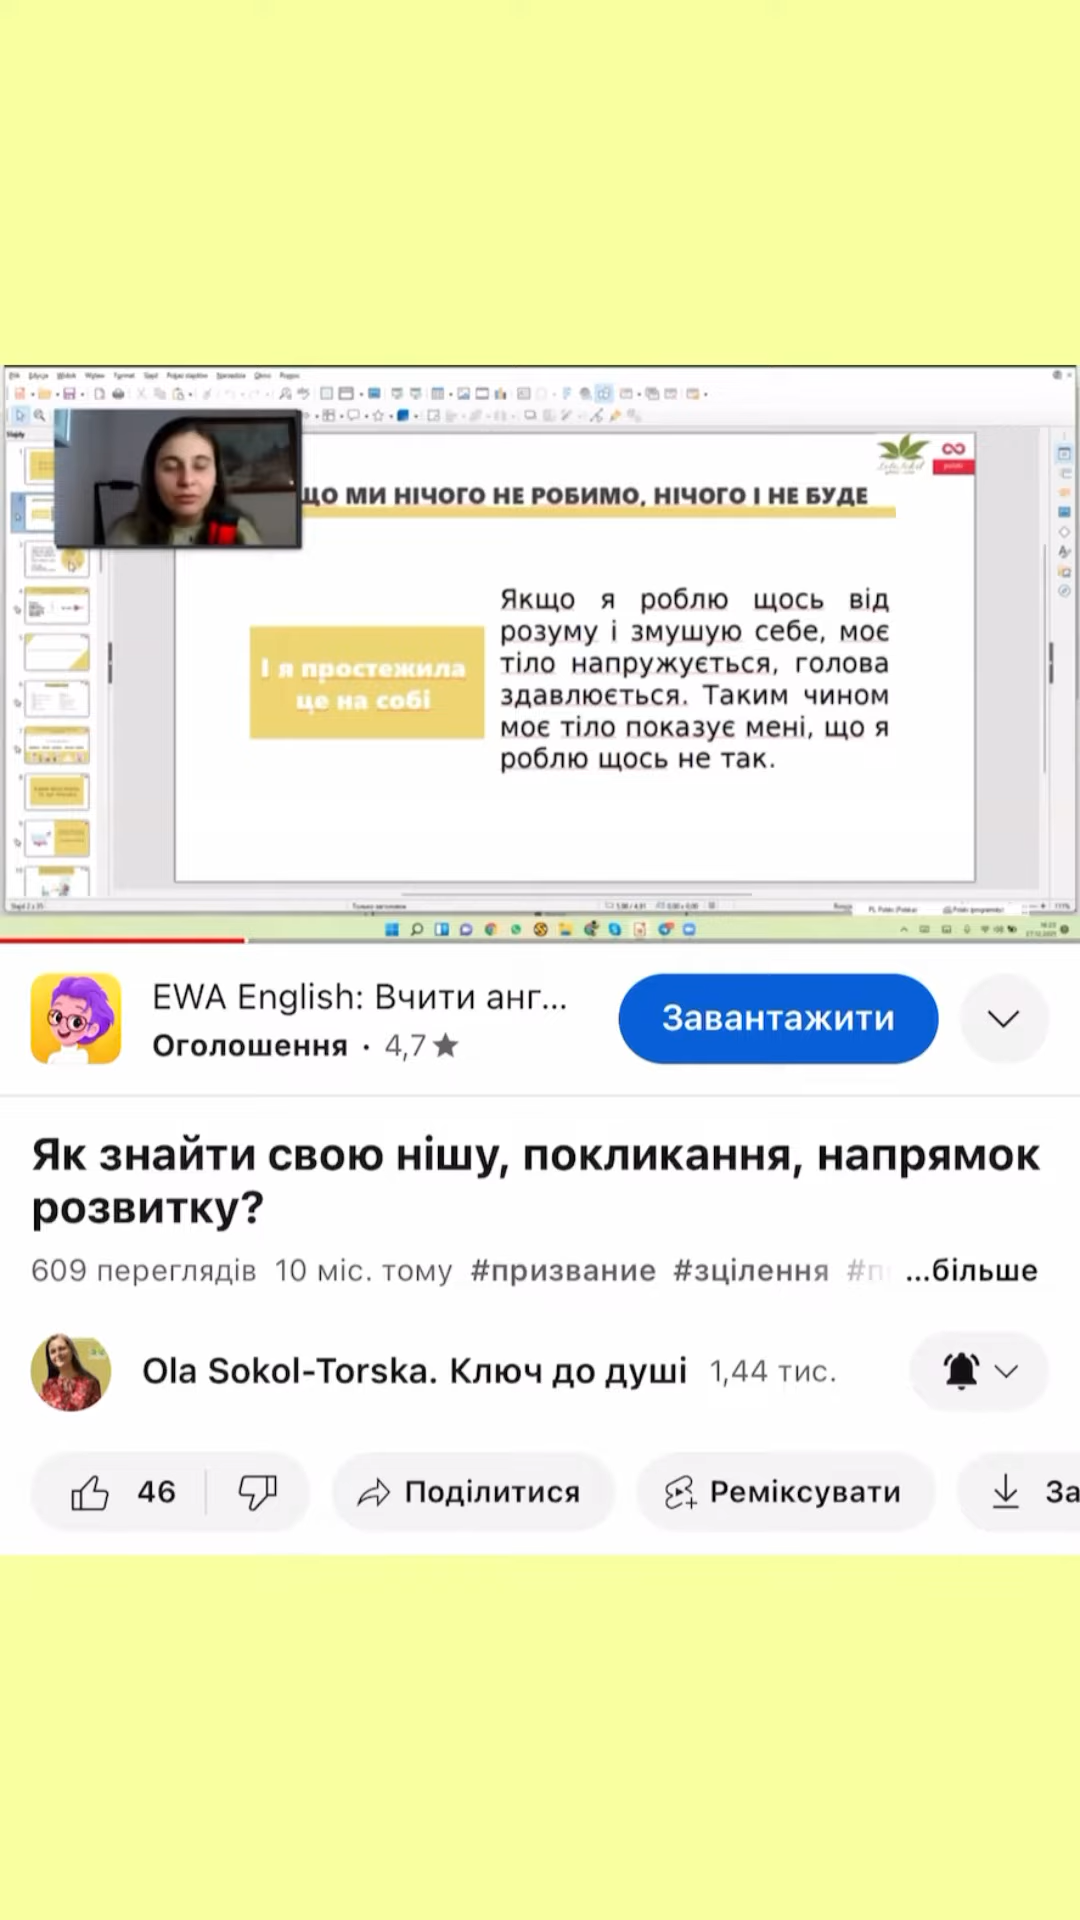 ЩО МИ НІЧОГО НЕ РОБИМО, НІЧОГО І НЕ БУДЕ
І я простежила
це на собі
Якщо я роблю щось від
розуму і змушую себе, моє
тіло напружується, голова
здавлюється. Таким чином
моє тіло показує мені, що я
роблю щось не так.
EWA English: Вчити анг...
Оголошення · 4,7★
Завантажити
Як знайти свою нішу, покликання, напрямок
розвитку?
609 переглядів 10 міс. тому #призвание #зцілення ...більше
Ola Sokol-Torska. Ключ до душі 1,44 тис.
46
Поділитися
Реміксувати
За